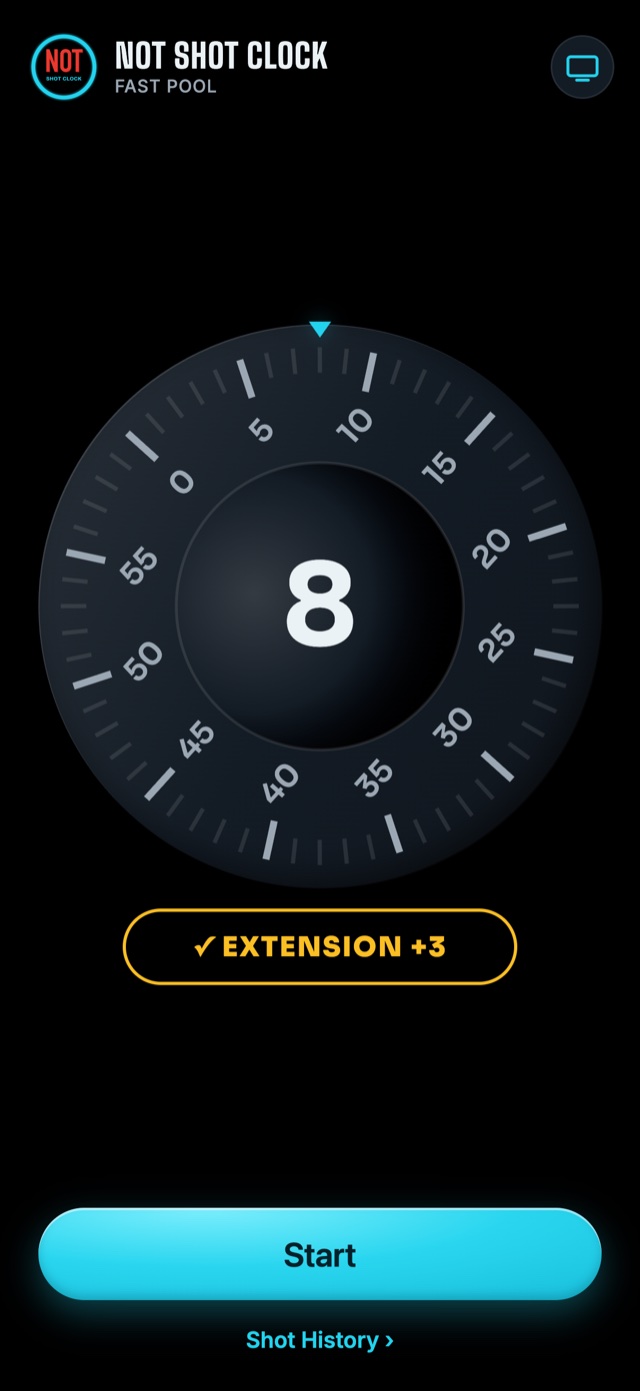 NOT
SHOT CLOCK
NOT SHOT CLOCK
FAST POOL
5
10
0
15
55
20
8
50
25
45
30
40
35
✓ EXTENSION +3
Start
Shot History ›